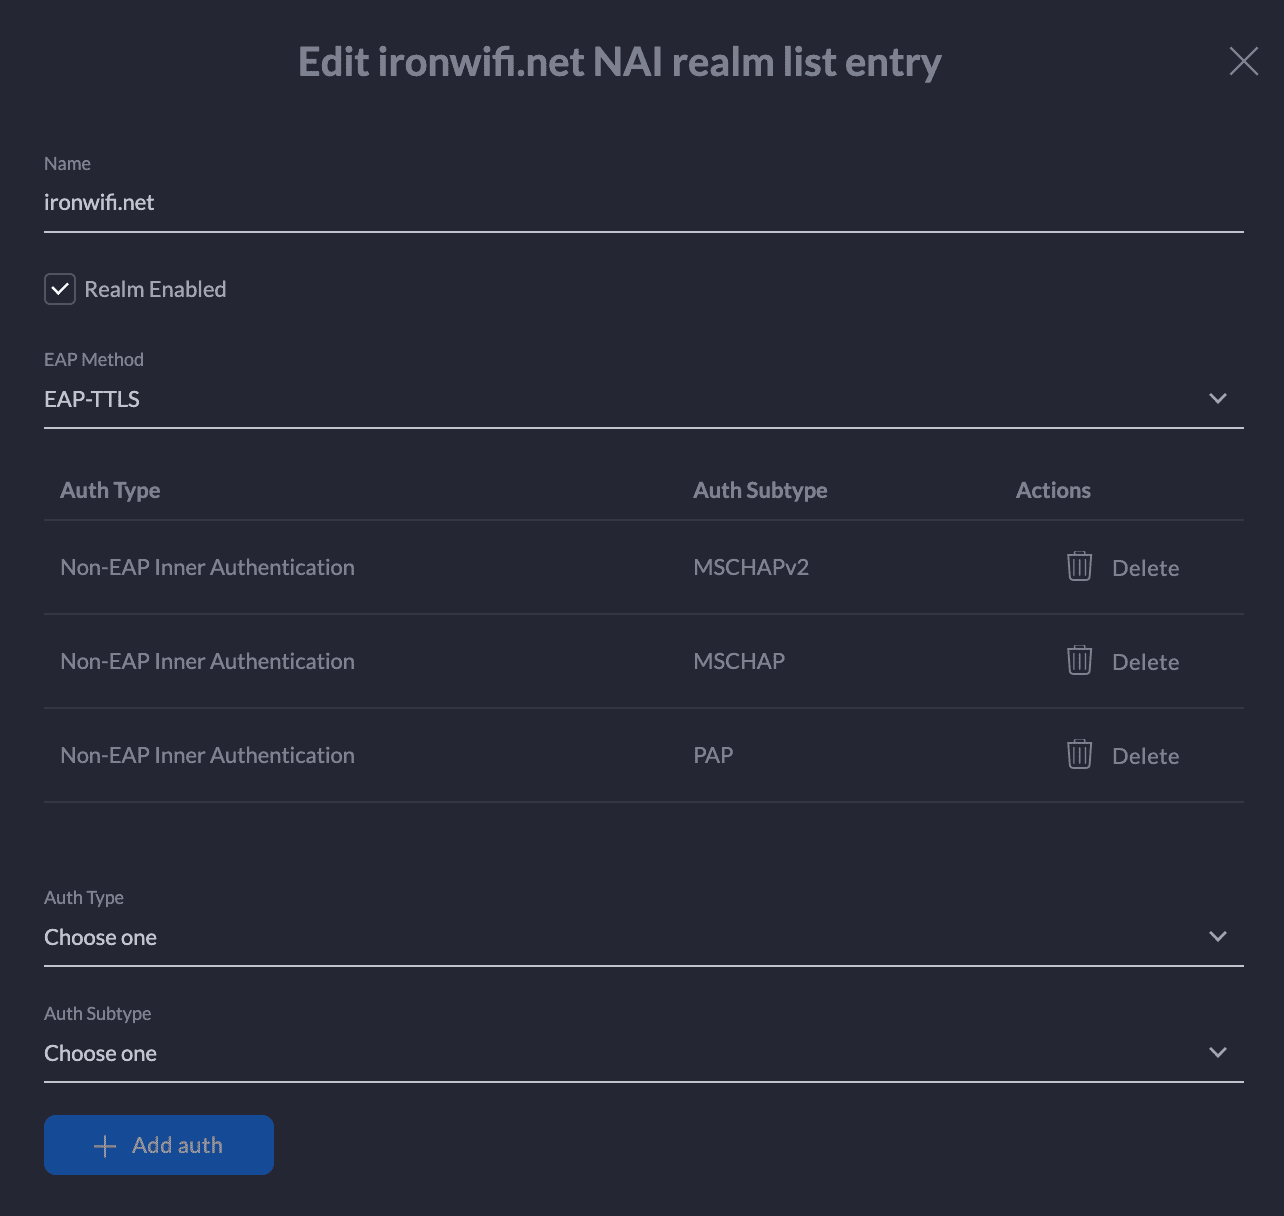 Edit ironwifi.net NAI realm list entry
Name
ironwifi.net
Realm Enabled
EAP Method
EAP-TTLS
Auth Type Auth Subtype Actions
Non-EAP Inner Authentication MSCHAPv2 Delete
Non-EAP Inner Authentication MSCHAP Delete
Non-EAP Inner Authentication PAP Delete
Auth Type
Choose one
Auth Subtype
Choose one
Add auth